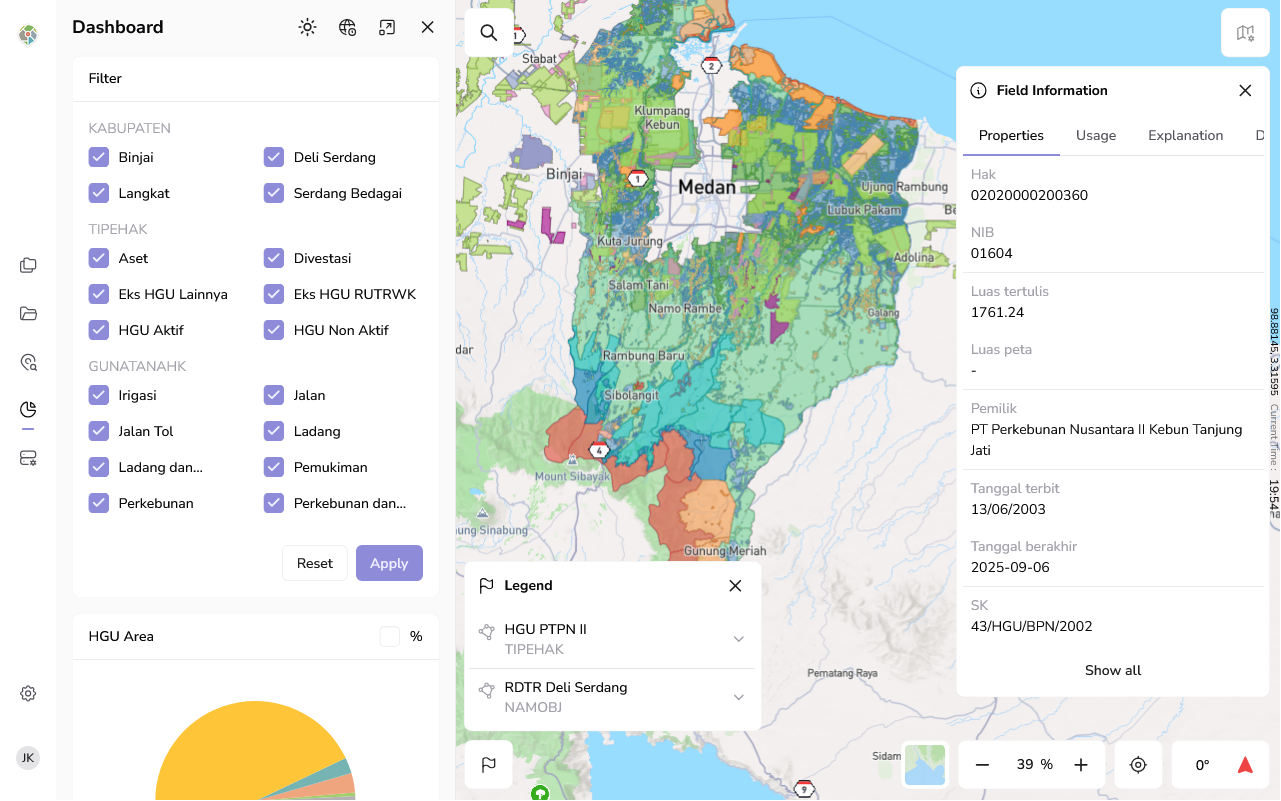 Dashboard
Filter
KABUPATEN
Binjai
Deli Serdang
Langkat
Serdang Bedagai
TIPEHAK
Aset
Divestasi
Eks HGU Lainnya
Eks HGU RUTRWK
HGU Aktif
HGU Non Aktif
GUNATANAHK
Irigasi
Jalan
Jalan Tol
Ladang
Ladang dan...
Pemukiman
Perkebunan
Perkebunan dan...
Reset
Apply
HGU Area
%
JK
Stabat
1
2
Klumpang
Kebun
Binjai
1
Medan
Ujung Rambung
Lubuk Pakam
Kuta Jurung
Adolina
Salam Tani
Namo Rambe
Galang
dar
Rambung Baru
Sibolangit
4
Mount Sibayak
Gunung Meriah
Pematang Raya
9
Legend
HGU PTPN II
TIPEHAK
RDTR Deli Serdang
NAMOBJ
Field Information
Properties
Usage
Explanation
D
Hak
02020000200360
NIB
01604
Luas tertulis
1761.24
Luas peta
-
Pemilik
PT Perkebunan Nusantara II Kebun Tanjung
Jati
Tanggal terbit
13/06/2003
Tanggal berakhir
2025-09-06
SK
43/HGU/BPN/2002
Show all
39 %
0°
98.88145,3.31595
Current Time :